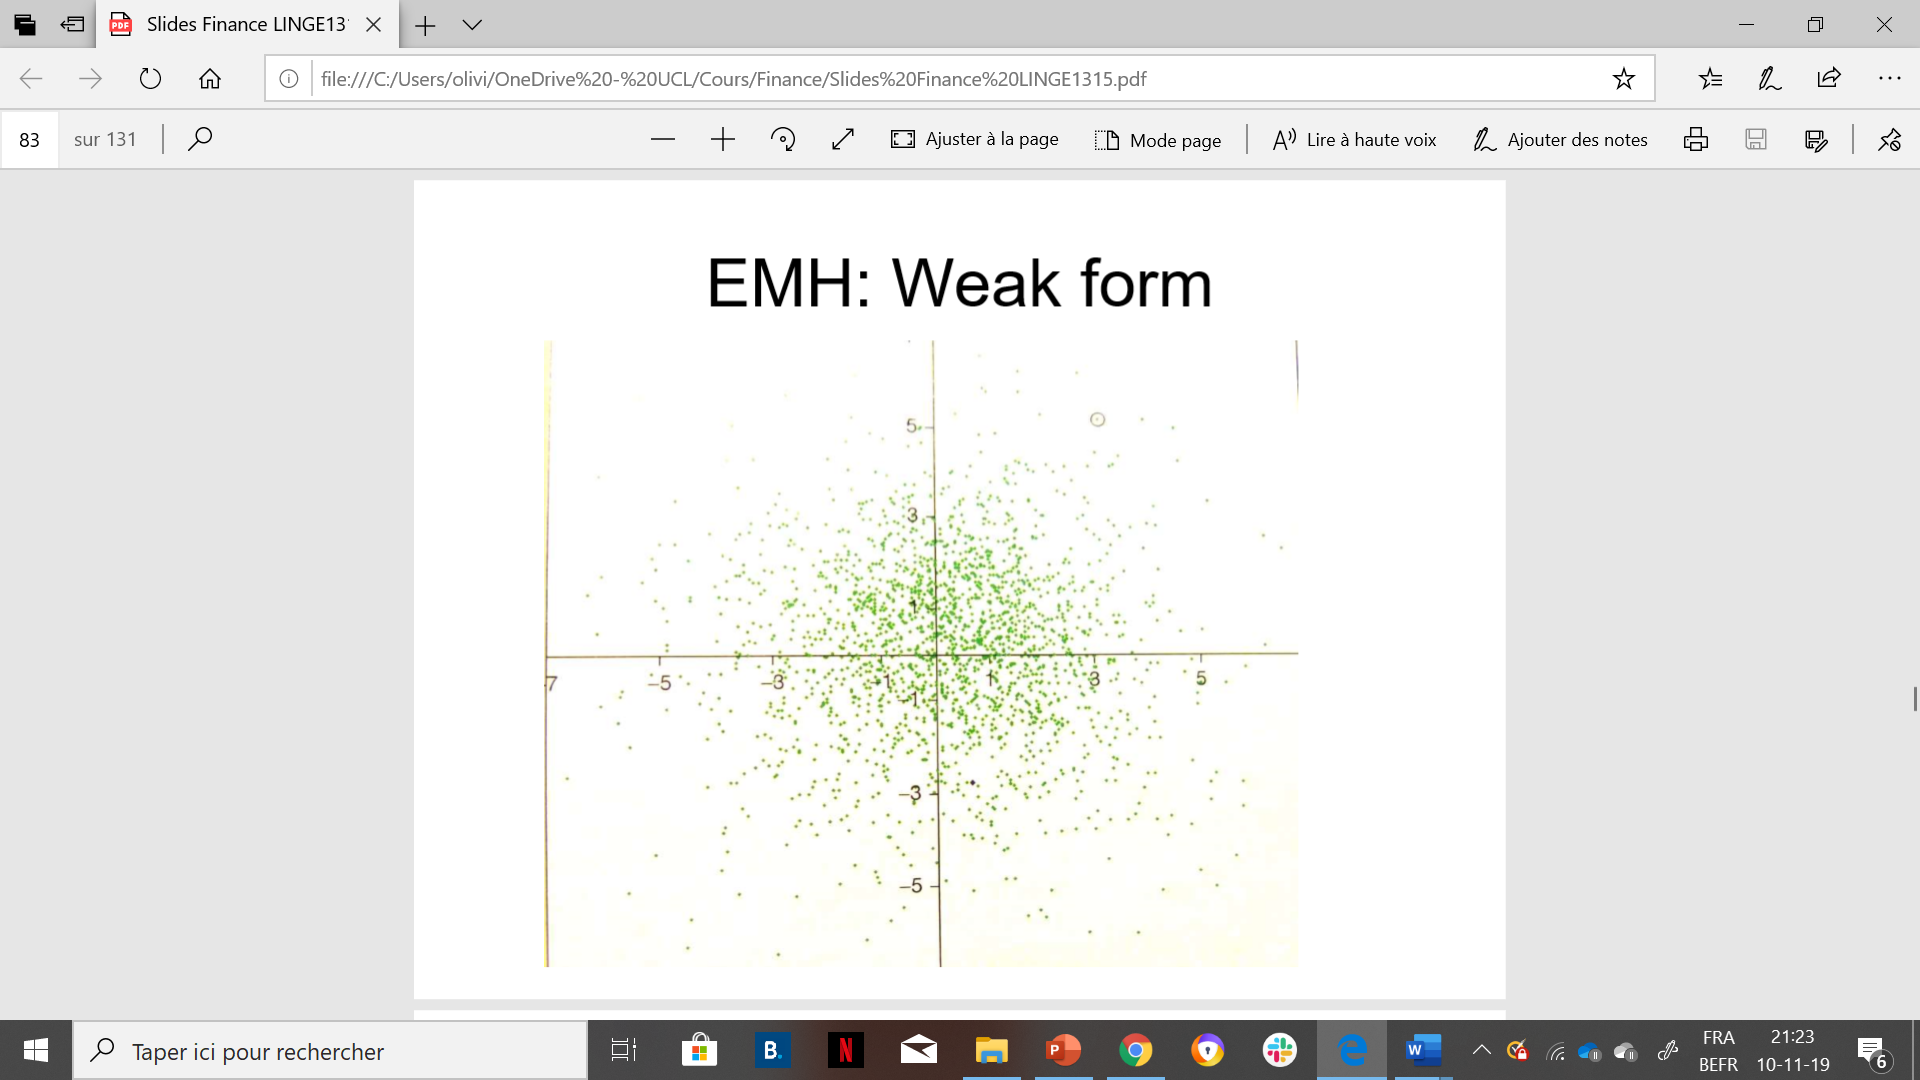 Slides Finance LINGE13
file:///C:/Users/olivi/OneDrive%20-%20UCL/Cours/Finance/Slides%20Finance%20LINGE1315.pdf
83 sur 131 Ajuster à la page Mode page Lire à haute voix Ajouter des notes
EMH: Weak form
5
3
1
-7 -5 -3 -1 1 3 5
-1
-3
-5
Taper ici pour rechercher
B.
N
P
W
FRA
BEFR
21:23
10-11-19
6